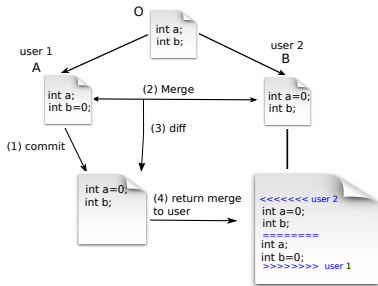 O
int a;
int b;
user 1
A
user 2
B
int a;
int b=0;
(2) Merge
int a=0;
int b;
(1) commit
(3) diff
int a=0;
int b;
(4) return merge
to user
<<<<<<< user 2
int a=0;
int b;
========
int a;
int b=0;
>>>>>>>> user 1